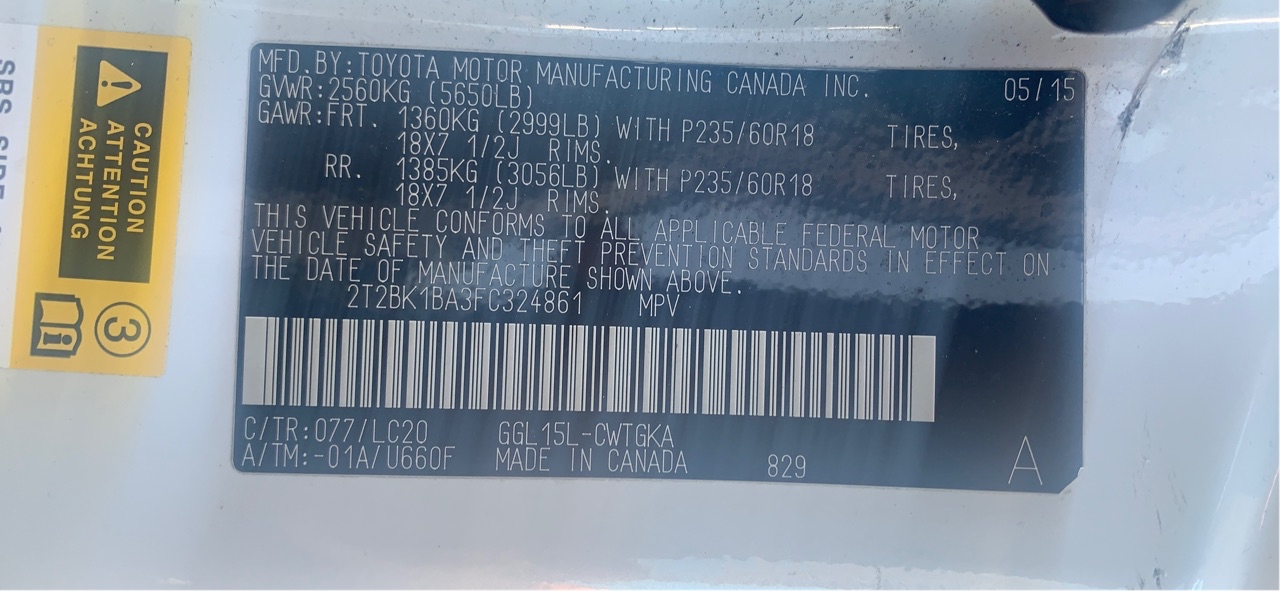 MFD.BY:TOYOTA MOTOR MANUFACTURING CANADA INC. 05/15
GVWR:2560KG (5650LB)
GAWR:FRT. 1360KG (2999LB) WITH P235/60R18 TIRES,
18X7 1/2J RIMS.
RR. 1385KG (3056LB) WITH P235/60R18 TIRES,
18X7 1/2J RIMS.
THIS VEHICLE CONFORMS TO ALL APPLICABLE FEDERAL MOTOR
VEHICLE SAFETY AND THEFT PREVENTION STANDARDS IN EFFECT ON
THE DATE OF MANUFACTURE SHOWN ABOVE.
2T2BK1BA3FC324861 MPV
C/TR:077/LC20 GGL15L-CWTGKA
A/TM:-01A/U660F MADE IN CANADA 829 A
CAUTION
ATTENTION
ACHTUNG
3
SRS